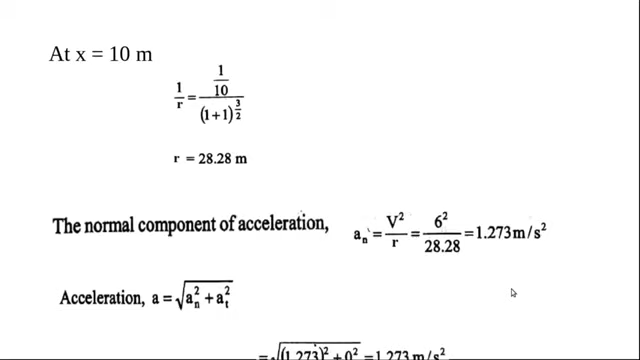 At x = 10 m
1/r = (1/10)/(1+1)^(3/2)
r = 28.28 m
The normal component of acceleration, a_n = V²/r = 6²/28.28 = 1.273 m/s²
Acceleration, a = √(a_n² + a_t²)
= √((1.273)² + 0²) = 1.273 m/s²